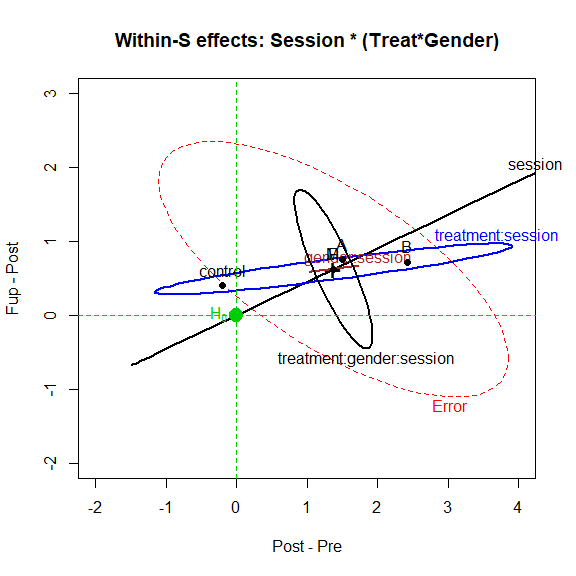 Within-S effects: Session * (Treat*Gender)
3
2
1
0
-1
-2
Fup - Post
session
treatment:session
A
B
gender:session
control
H0
treatment:gender:session
Error
-2
-1
0
1
2
3
4
Post - Pre